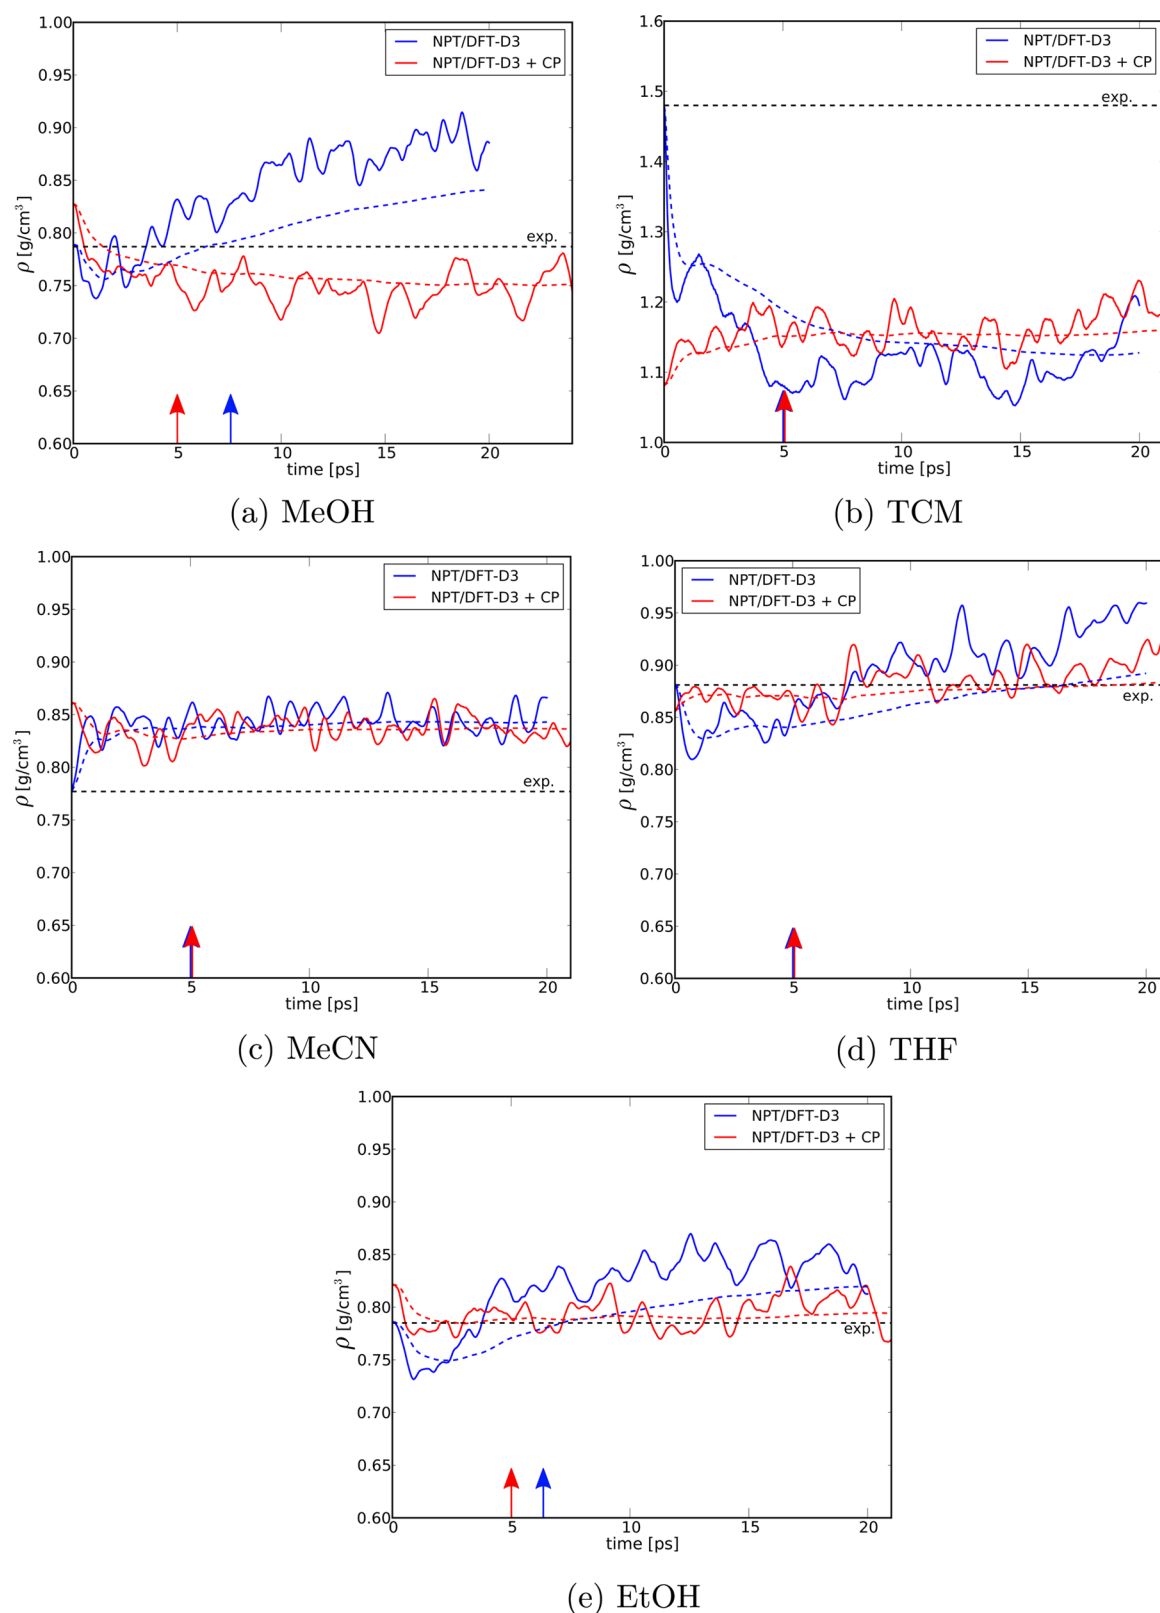 1.00
0.95
0.90
0.85
0.80
0.75
0.70
0.65
0.60
ρ [g/cm³]
NPT/DFT-D3
NPT/DFT-D3 + CP
exp.
0 5 10 15 20
time [ps]
(a) MeOH
1.6
1.5
1.4
1.3
1.2
1.1
1.0
ρ [g/cm³]
NPT/DFT-D3
NPT/DFT-D3 + CP
exp.
0 5 10 15 20
time [ps]
(b) TCM
1.00
0.95
0.90
0.85
0.80
0.75
0.70
0.65
0.60
ρ [g/cm³]
NPT/DFT-D3
NPT/DFT-D3 + CP
exp.
0 5 10 15 20
time [ps]
(c) MeCN
1.00
0.95
0.90
0.85
0.80
0.75
0.70
0.65
0.60
ρ [g/cm³]
NPT/DFT-D3
NPT/DFT-D3 + CP
exp.
0 5 10 15 20
time [ps]
(d) THF
1.00
0.95
0.90
0.85
0.80
0.75
0.70
0.65
0.60
ρ [g/cm³]
NPT/DFT-D3
NPT/DFT-D3 + CP
exp.
0 5 10 15 20
time [ps]
(e) EtOH